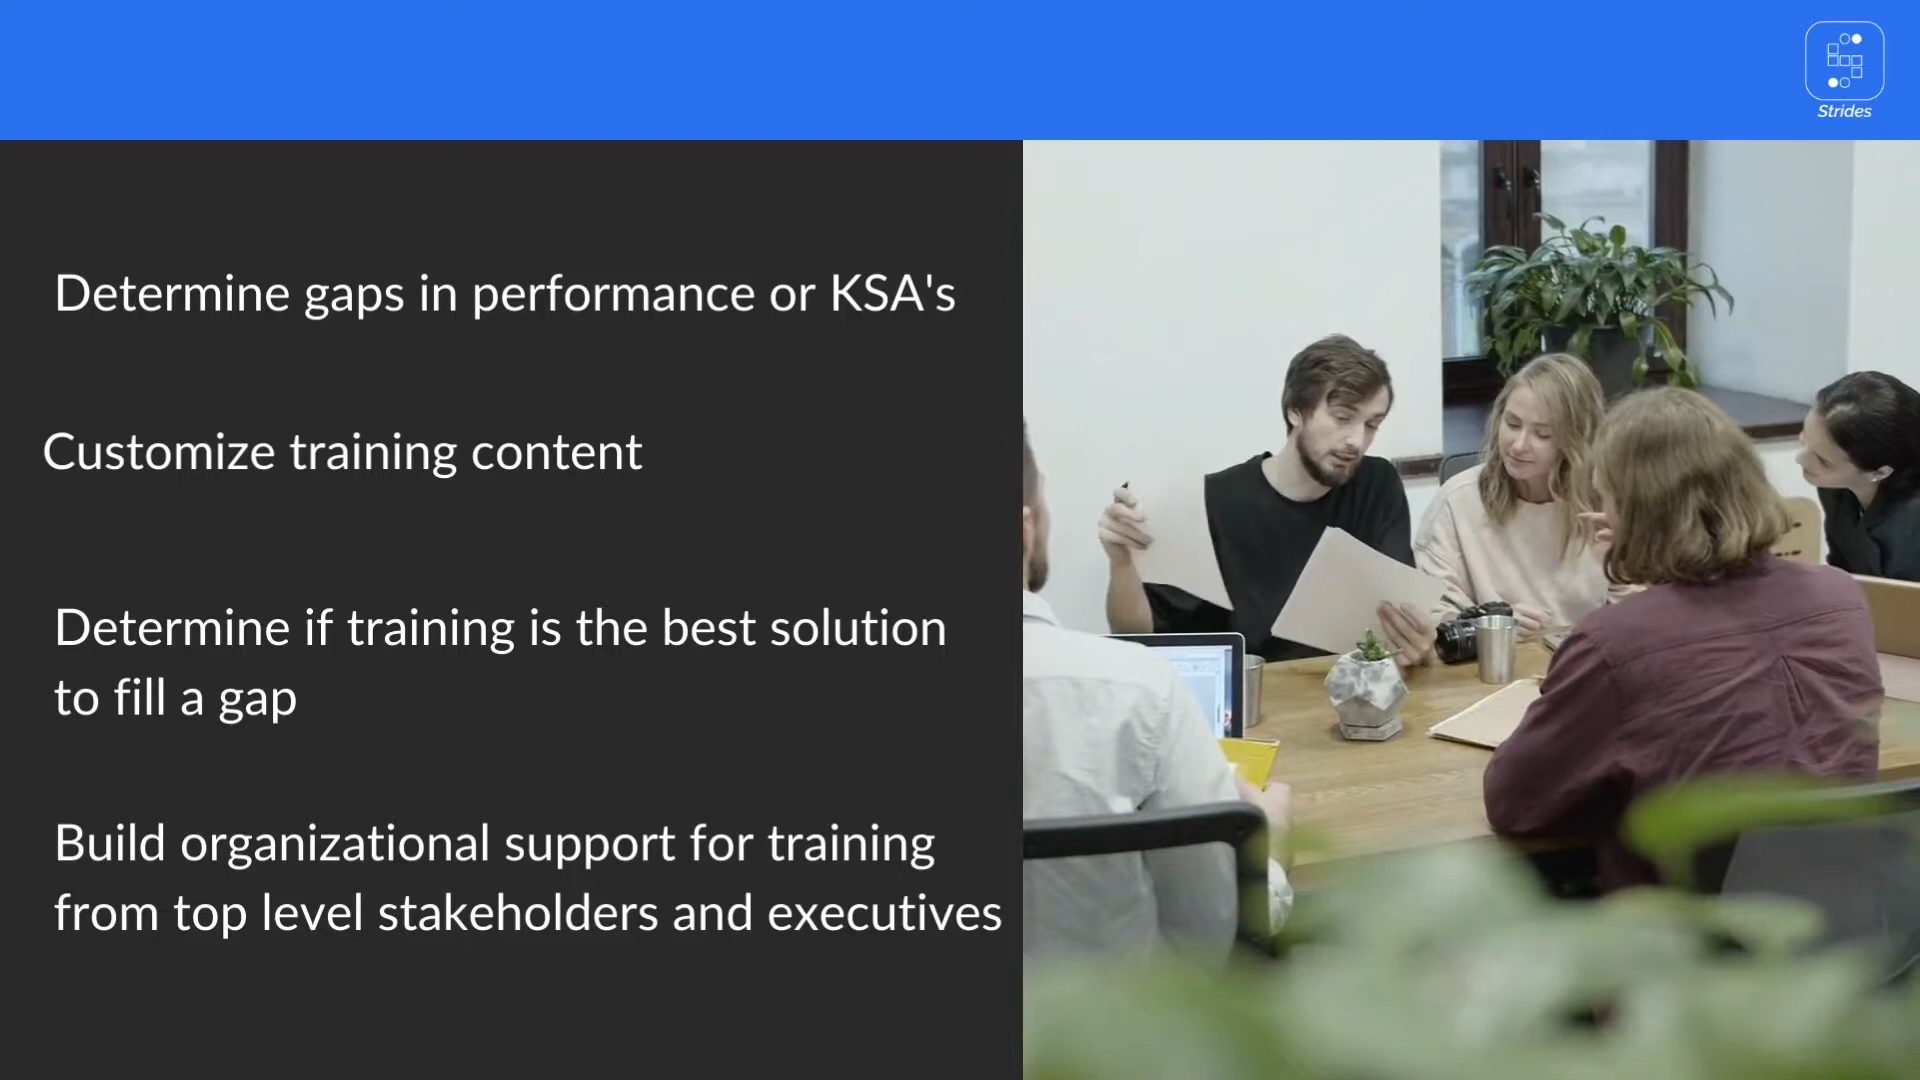 Strides
Determine gaps in performance or KSA's
Customize training content
Determine if training is the best solution
to fill a gap
Build organizational support for training
from top level stakeholders and executives